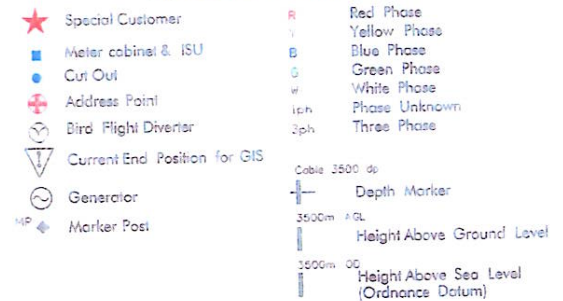 Special Customer
Meter cabinet & ISU
Cut Out
Address Point
Bird Flight Diverter
Current End Position for GIS
Generator
MP Marker Post
R Red Phase
Y Yellow Phase
B Blue Phase
G Green Phase
W White Phase
1ph Phase Unknown
3ph Three Phase
Cable 3500 dp
Depth Marker
3500m AGL
Height Above Ground Level
3500m OD
Height Above Sea Level
(Ordnance Datum)